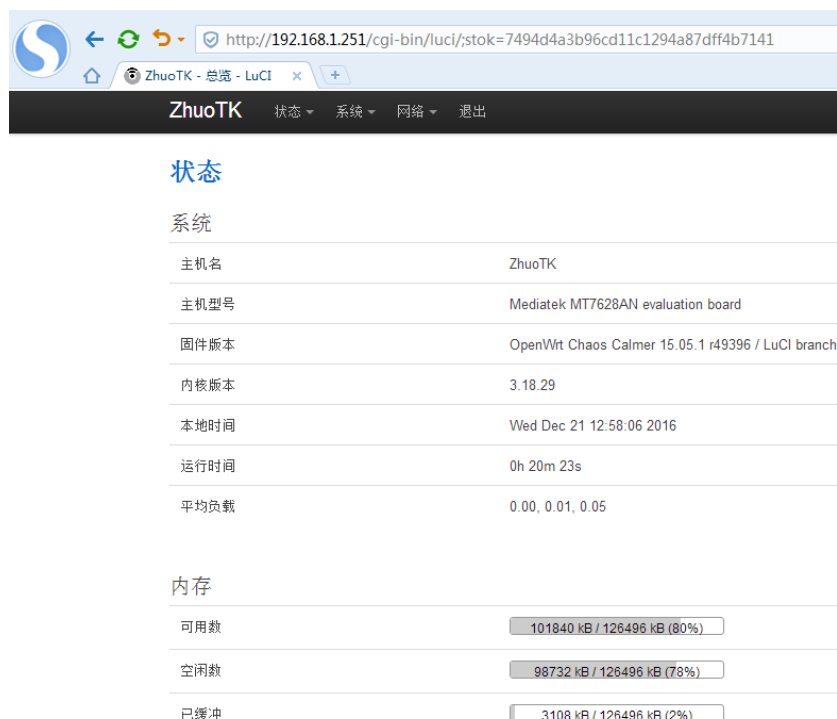 http://192.168.1.251/cgi-bin/luci/;stok=7494d4a3b96cd11c1294a87dff4b7141
ZhuoTK - 总览 - LuCI
ZhuoTK 状态 系统 网络 退出
状态
系统
主机名 ZhuoTK
主机型号 Mediatek MT7628AN evaluation board
固件版本 OpenWrt Chaos Calmer 15.05.1 r49396 / LuCI branch
内核版本 3.18.29
本地时间 Wed Dec 21 12:58:06 2016
运行时间 0h 20m 23s
平均负载 0.00, 0.01, 0.05
内存
可用数 101840 kB / 126496 kB (80%)
空闲数 98732 kB / 126496 kB (78%)
已缓冲 3108 kB / 126496 kB (2%)